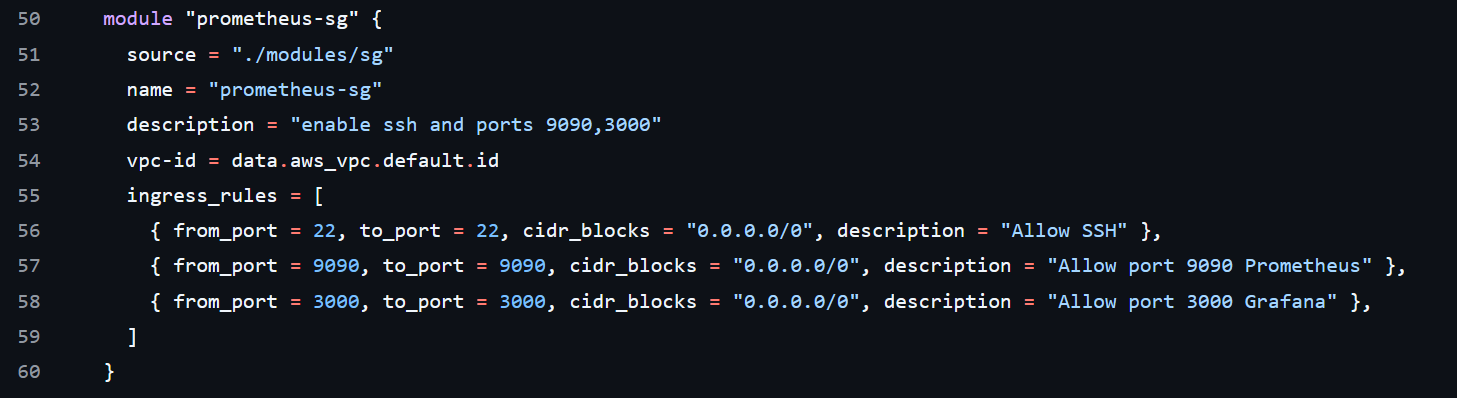 50 module "prometheus-sg" {
51 source = "./modules/sg"
52 name = "prometheus-sg"
53 description = "enable ssh and ports 9090,3000"
54 vpc-id = data.aws_vpc.default.id
55 ingress_rules = [
56 { from_port = 22, to_port = 22, cidr_blocks = "0.0.0.0/0", description = "Allow SSH" },
57 { from_port = 9090, to_port = 9090, cidr_blocks = "0.0.0.0/0", description = "Allow port 9090 Prometheus" },
58 { from_port = 3000, to_port = 3000, cidr_blocks = "0.0.0.0/0", description = "Allow port 3000 Grafana" },
59 ]
60 }